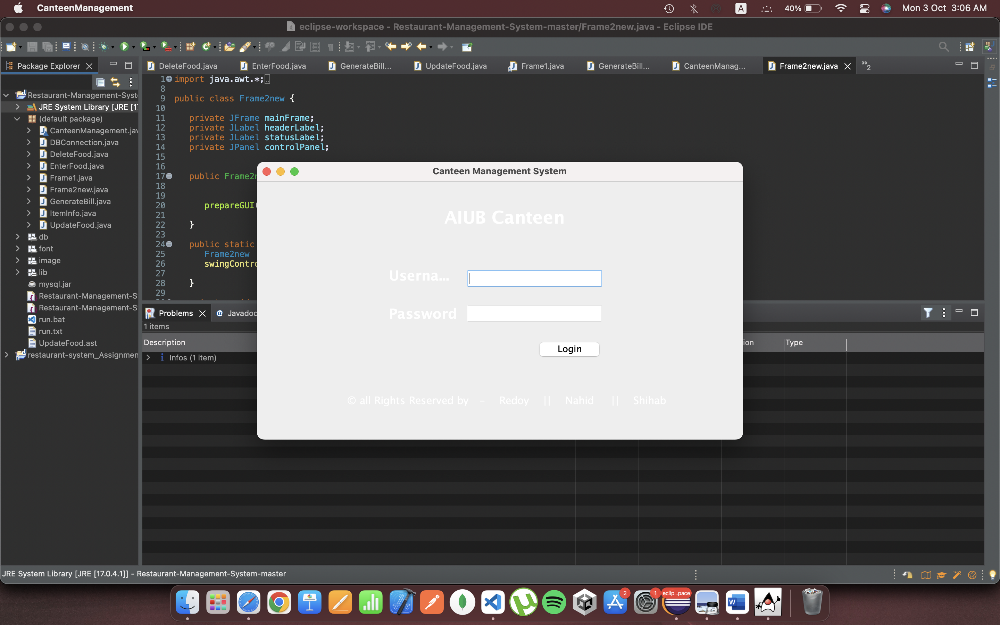 CanteenManagement
A
40%
Mon 3 Oct 3:06 AM
eclipse-workspace - Restaurant-Management-System-master/Frame2new.java - Eclipse IDE
Package Explorer
DeleteFood.java
EnterFood.java
GenerateBill...
UpdateFood.java
Frame1.java
GenerateBill...
CanteenManag...
Frame2new.java
»2
Restaurant-Management-Syst
JRE System Library [JRE [1
(default package)
CanteenManagement.jav
DBConnection.java
DeleteFood.java
EnterFood.java
Frame1.java
Frame2new.java
GenerateBill.java
ItemInfo.java
UpdateFood.java
db
font
image
lib
mysql.jar
Restaurant-Management-S
Restaurant-Management-S
run.bat
run.txt
UpdateFood.ast
restaurant-system_Assignmen
1 import java.awt.*;
8
9 public class Frame2new {
10
11 private JFrame mainFrame;
12 private JLabel headerLabel;
13 private JLabel statusLabel;
14 private JPanel controlPanel;
15
16
17 public Frame2n
18
19
20 prepareGUI(
21
22 }
23
24 public static
25 Frame2new
26 swingContro
27
28 }
29
Canteen Management System
AIUB Canteen
Userna...
Password
Login
© all Rights Reserved by - Redoy || Nahid || Shihab
Problems
@ Javadoc
1 items
Description
ion
Type
Infos (1 item)
JRE System Library [JRE [17.0.4.1]] - Restaurant-Management-System-master
2
1
eclip...pace
W